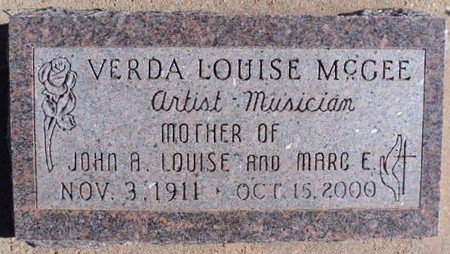 VERDA LOUISE McGEE
Artist · Musician
MOTHER OF
JOHN A. LOUISE AND MARC E.
NOV. 3, 1911 · OCT. 15, 2000